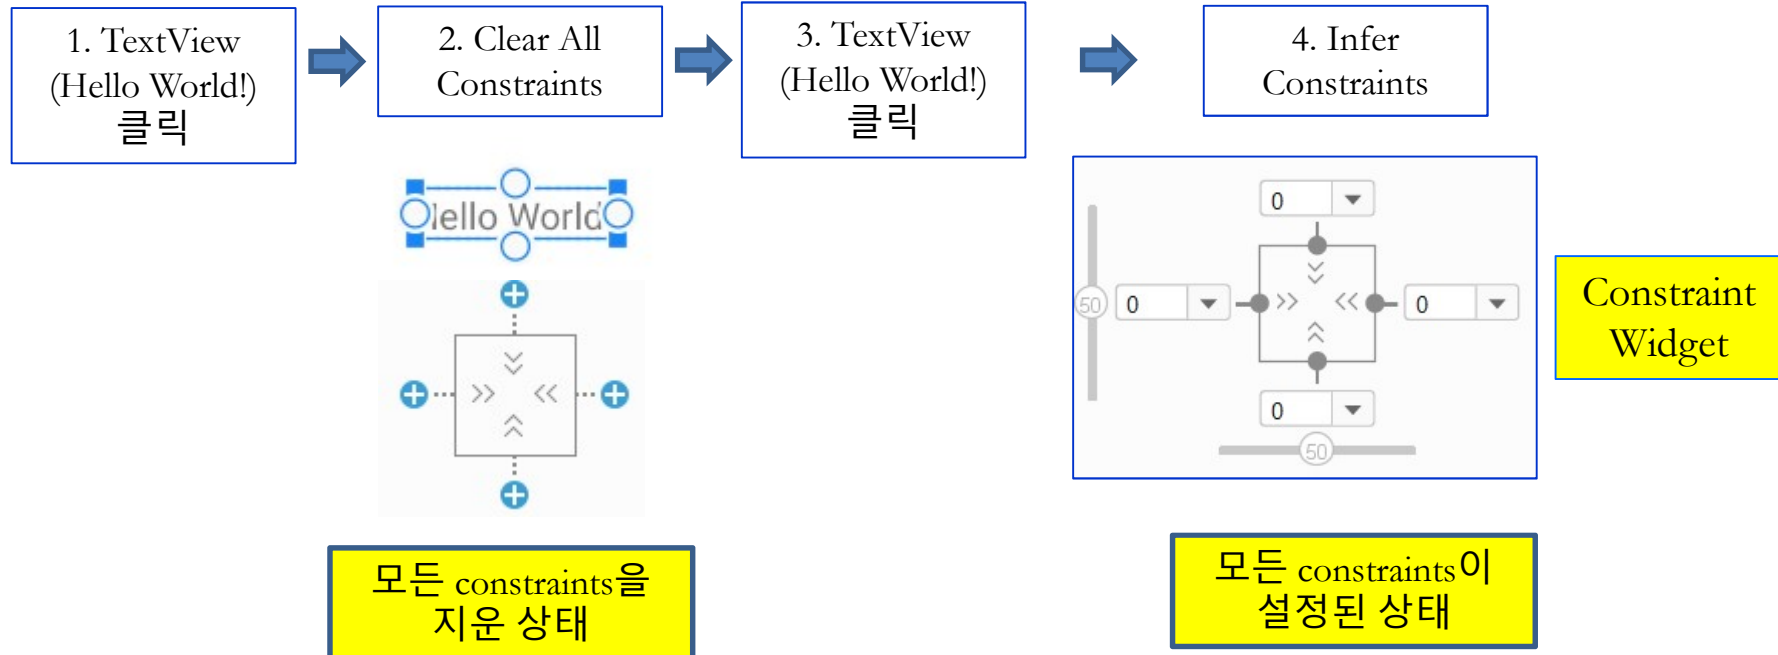 1. TextView
(Hello World!)
클릭
2. Clear All
Constraints
3. TextView
(Hello World!)
클릭
4. Infer
Constraints
Hello World
0
50
0
0
0
50
Constraint
Widget
모든 constraints을
지운 상태
모든 constraints이
설정된 상태